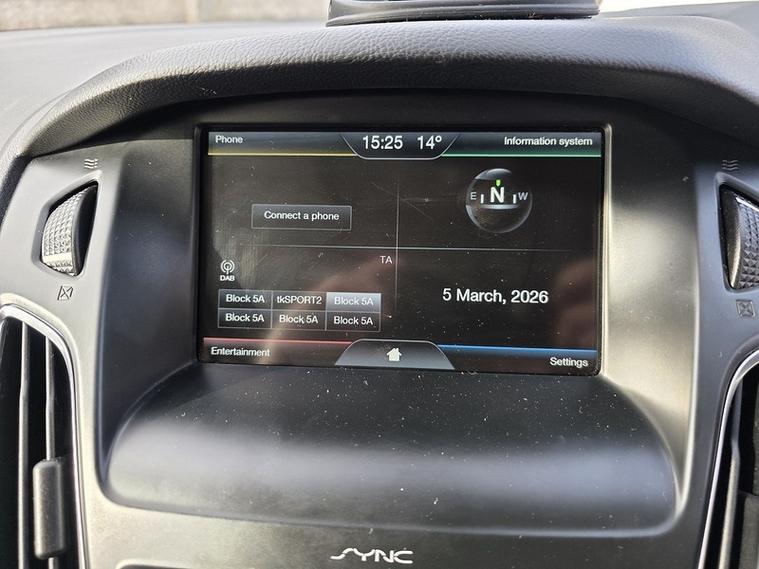 Phone
15:25 14°
Information system
E N W
Connect a phone
TA
DAB
Block 5A tkSPORT2 Block 5A
Block 5A Block 5A Block 5A
5 March, 2026
Entertainment
Settings
SYNC